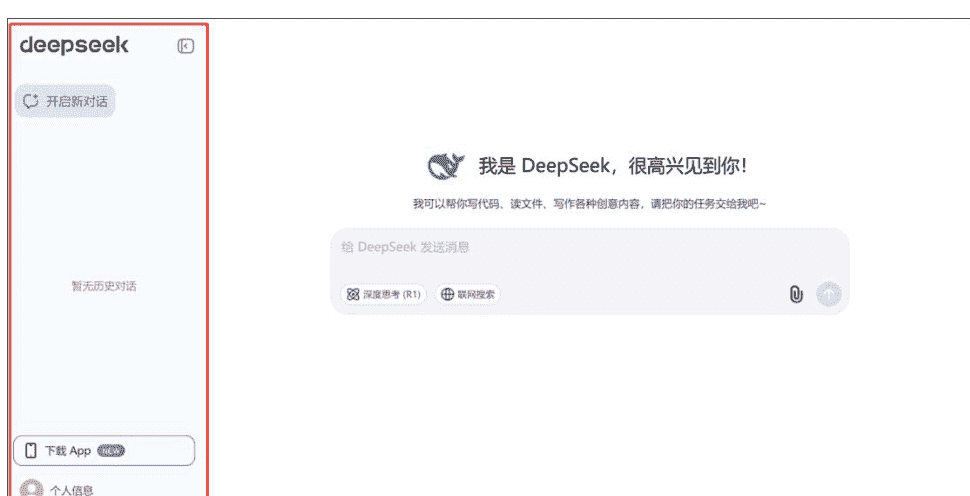 deepseek
开启新对话
暂无历史对话
下载 App NEW
个人信息
我是 DeepSeek，很高兴见到你！
我可以帮你写代码、读文件、写作各种创意内容，请把你的任务交给我吧~
给 DeepSeek 发送消息
深度思考 (R1)
联网搜索